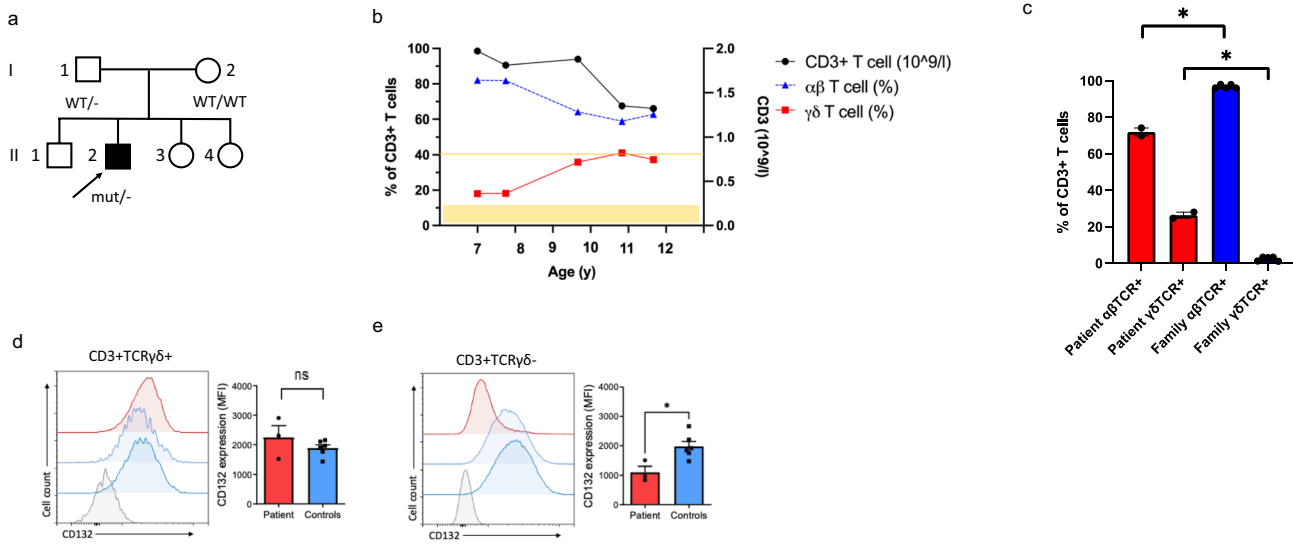 a
I
1
2
WT/-
WT/WT
II
1
2
3
4
mut/-
b
% of CD3+ T cells
100
80
60
40
20
0
7
8
9
10
11
12
Age (y)
2.0
1.5
1.0
0.5
0.0
CD3 (10^9/l)
CD3+ T cell (10^9/l)
αβ T cell (%)
γδ T cell (%)
c
*
*
% of CD3+ T cells
100
80
60
40
20
0
Patient αβTCR+
Patient γδTCR+
Family αβTCR+
Family γδTCR+
d
CD3+TCRγδ+
Cell count
CD132
CD132 expression (MFI)
4000
3000
2000
1000
0
ns
Patient
Controls
e
CD3+TCRγδ-
Cell count
CD132
CD132 expression (MFI)
4000
3000
2000
1000
0
*
Patient
Controls